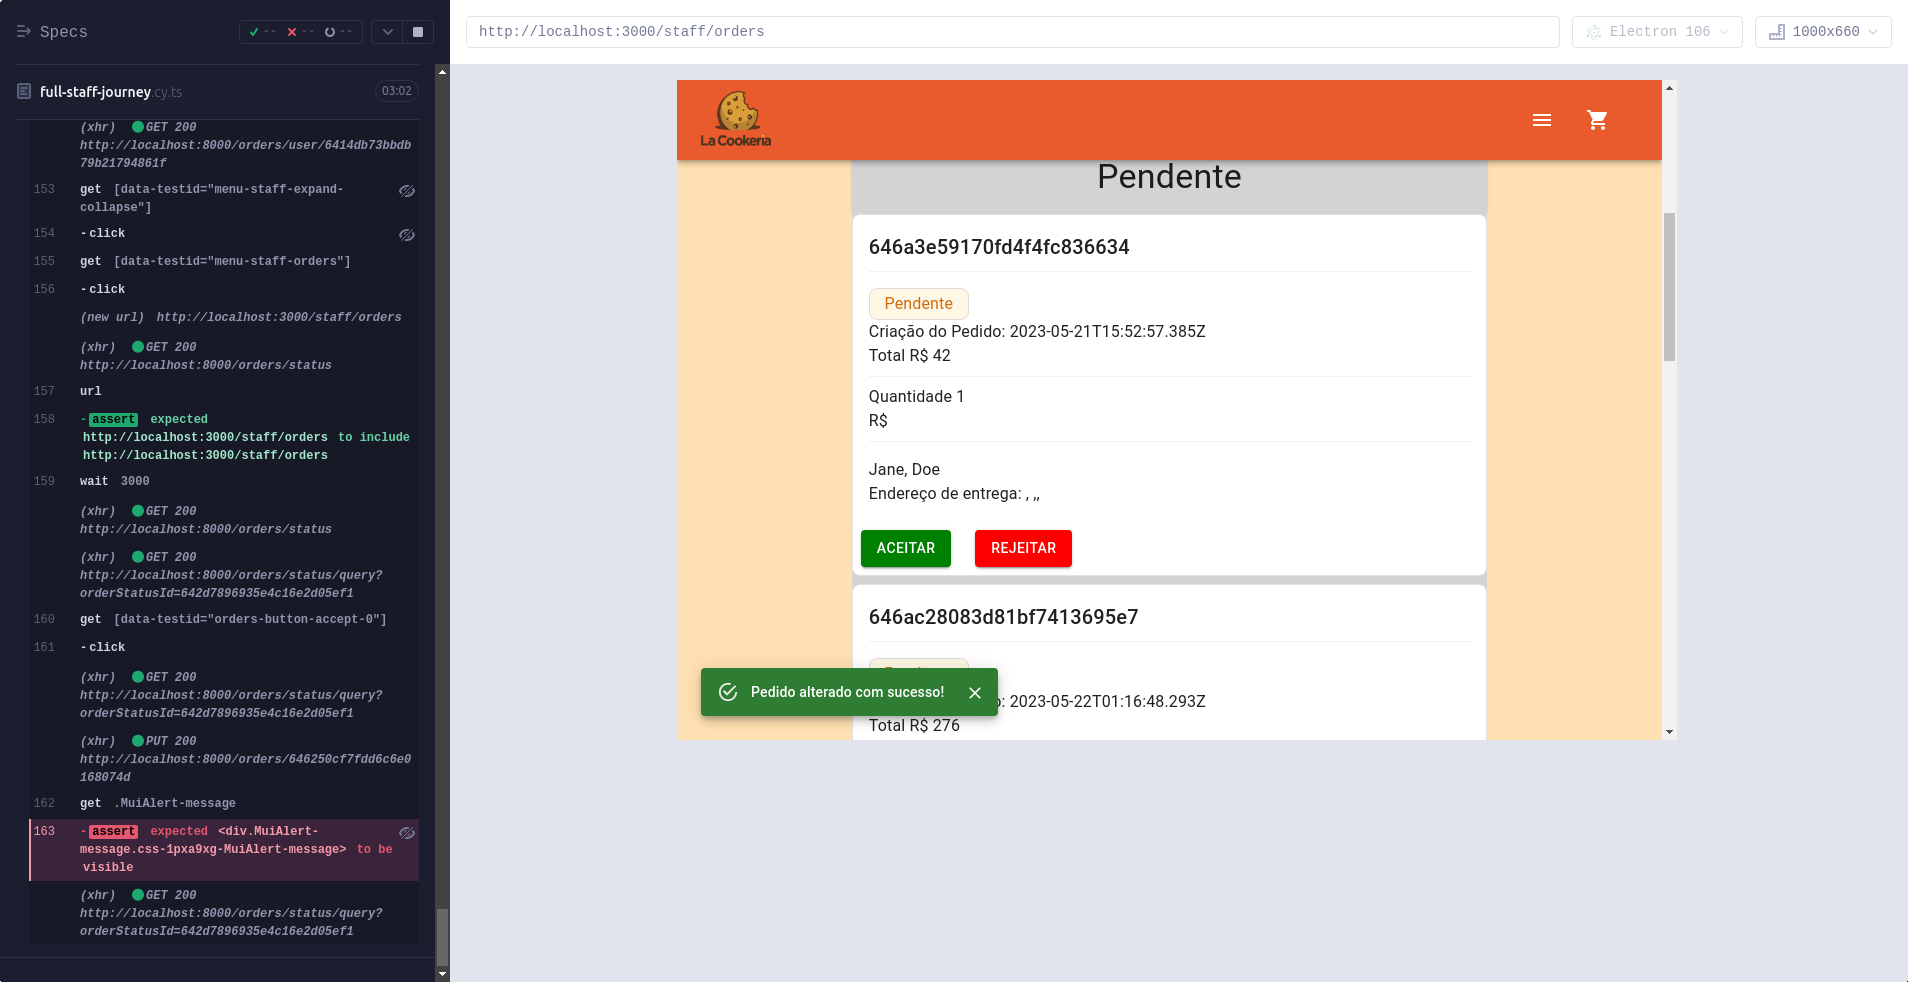 Specs
-- -- --
full-staff-journey.cy.ts 03:02
(xhr) GET 200
http://localhost:8000/orders/user/6414db73bbdb
79b21794861f
153 get [data-testid="menu-staff-expand-
collapse"]
154 -click
155 get [data-testid="menu-staff-orders"]
156 -click
(new url) http://localhost:3000/staff/orders
(xhr) GET 200
http://localhost:8000/orders/status
157 url
158 -assert expected
http://localhost:3000/staff/orders to include
http://localhost:3000/staff/orders
159 wait 3000
(xhr) GET 200
http://localhost:8000/orders/status
(xhr) GET 200
http://localhost:8000/orders/status/query?
orderStatusId=642d7896935e4c16e2d05ef1
160 get [data-testid="orders-button-accept-0"]
161 -click
(xhr) GET 200
http://localhost:8000/orders/status/query?
orderStatusId=642d7896935e4c16e2d05ef1
(xhr) PUT 200
http://localhost:8000/orders/646250cf7fdd6c6e0
168074d
162 get .MuiAlert-message
163 -assert expected <div.MuiAlert-
message.css-1pxa9xg-MuiAlert-message> to be
visible
(xhr) GET 200
http://localhost:8000/orders/status/query?
orderStatusId=642d7896935e4c16e2d05ef1
http://localhost:3000/staff/orders
Electron 106
1000x660
La Cookeria
Pendente
646a3e59170fd4f4fc836634
Pendente
Criação do Pedido: 2023-05-21T15:52:57.385Z
Total R$ 42
Quantidade 1
R$
Jane, Doe
Endereço de entrega: , ,,
ACEITAR REJEITAR
646ac28083d81bf7413695e7
Pedido alterado com sucesso!
: 2023-05-22T01:16:48.293Z
Total R$ 276